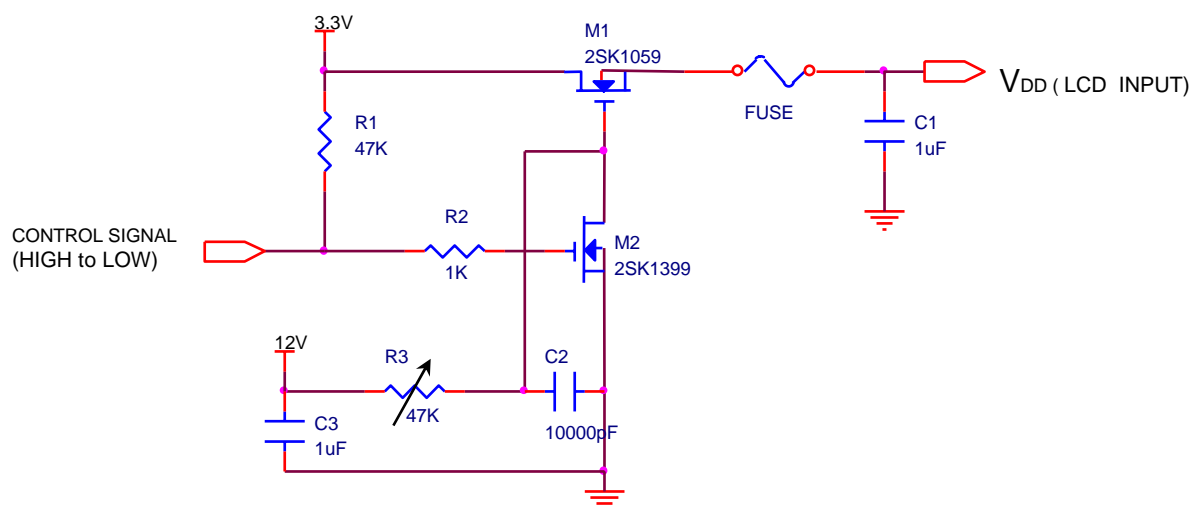 3.3V
M1
2SK1059
FUSE
VDD ( LCD INPUT)
R1
47K
C1
1uF
CONTROL SIGNAL
(HIGH to LOW)
R2
1K
M2
2SK1399
12V
R3
47K
C2
10000pF
C3
1uF